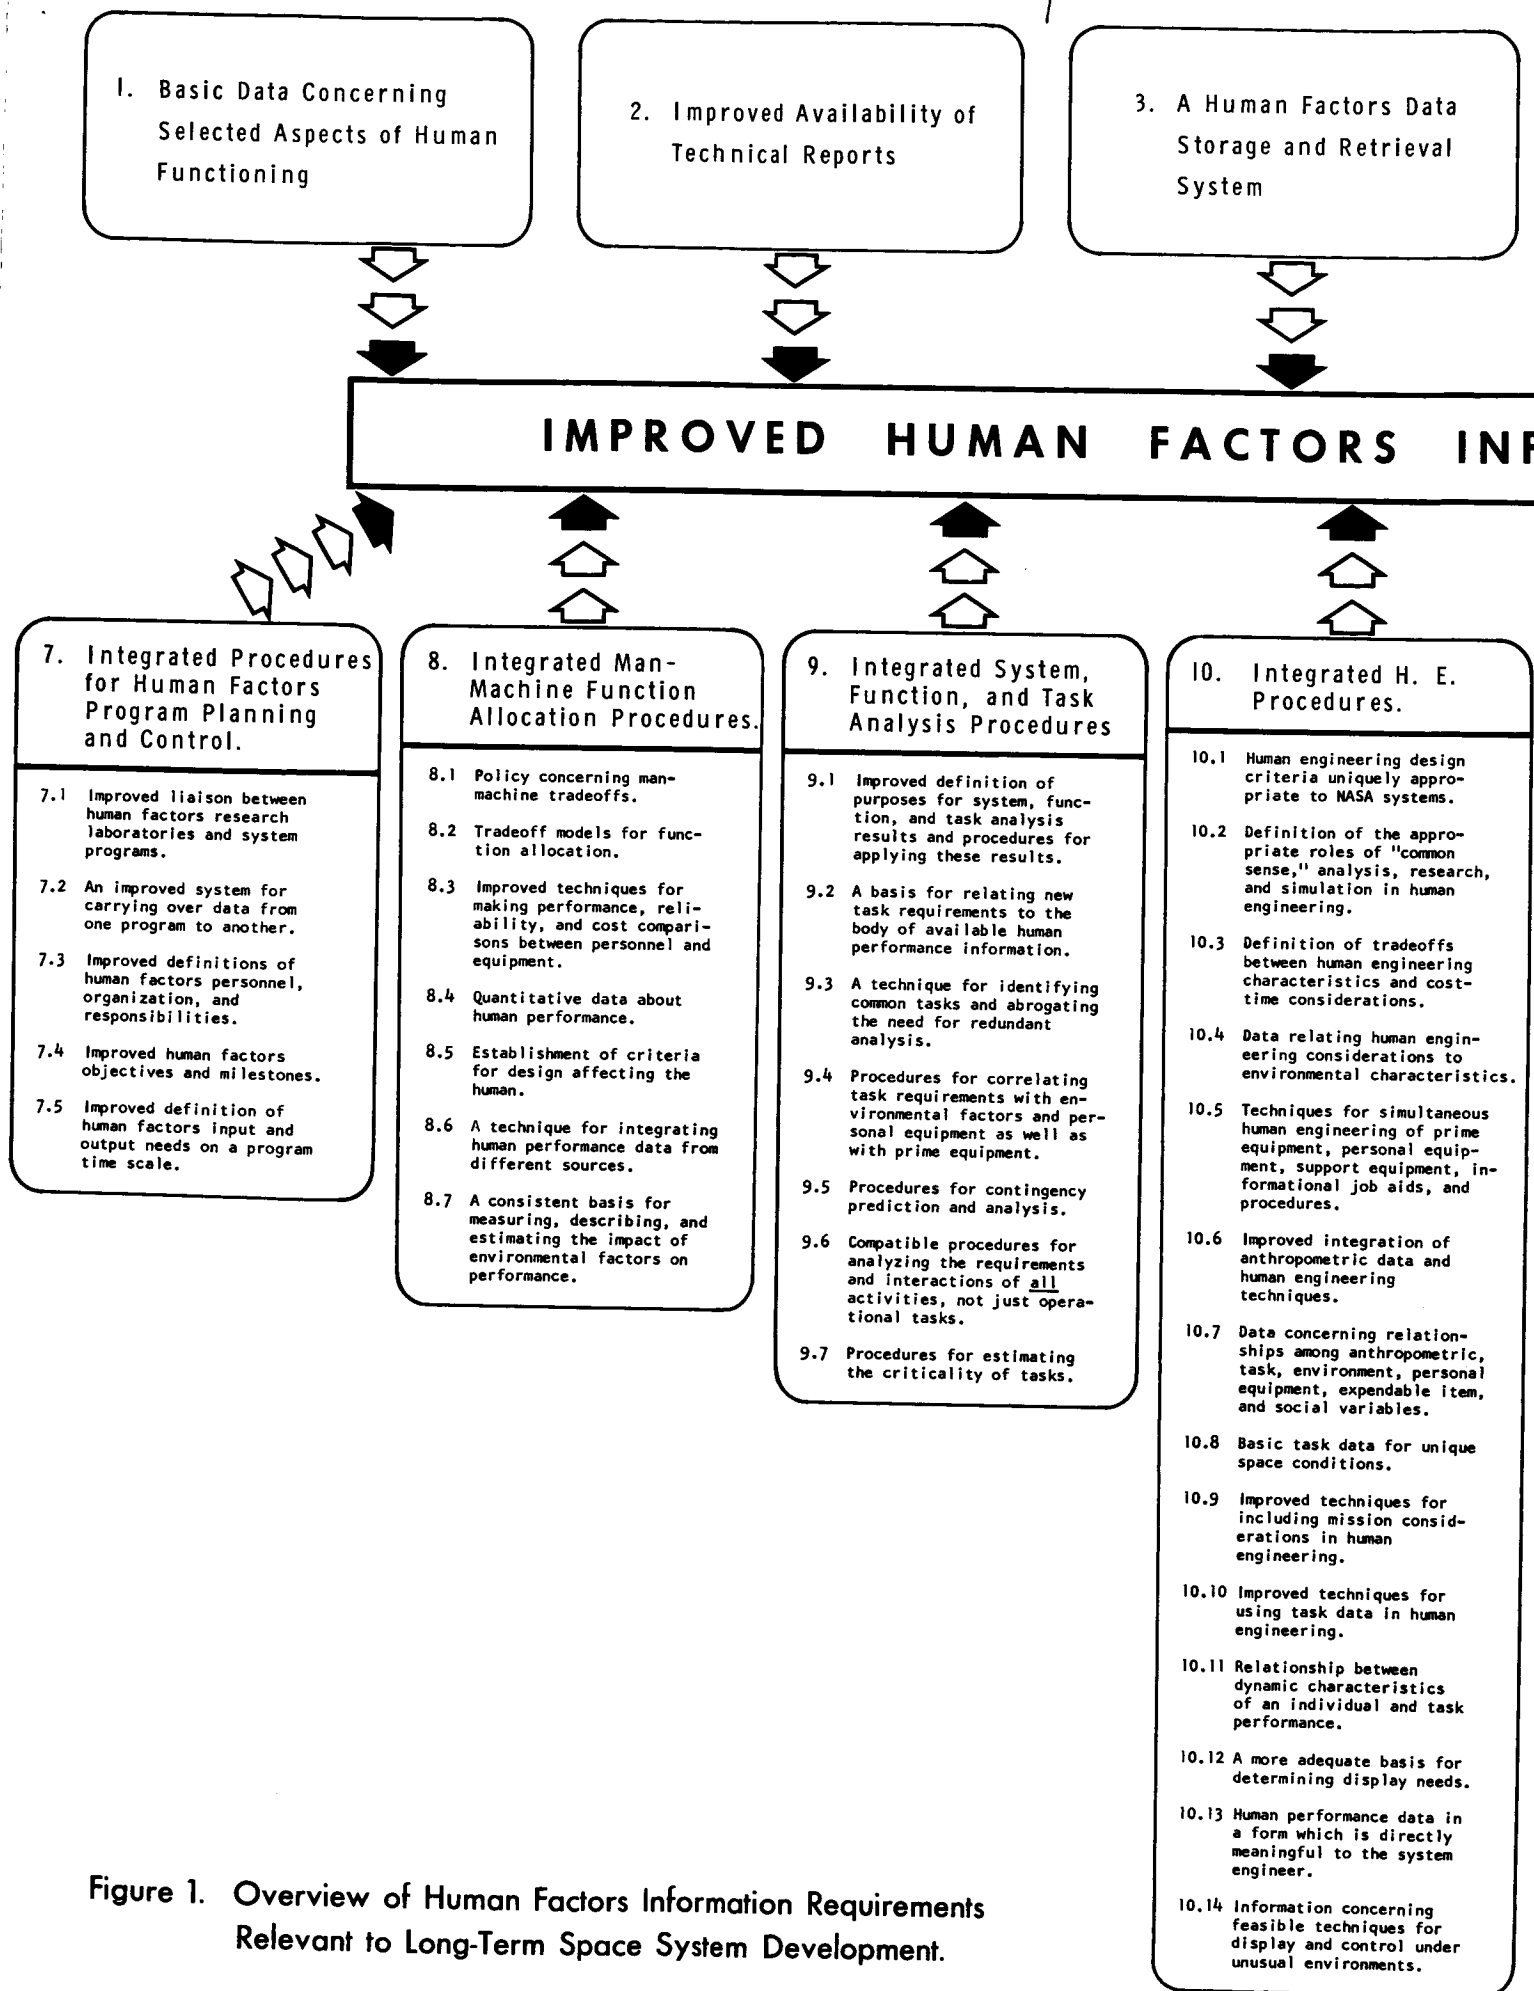 1. Basic Data Concerning
Selected Aspects of Human
Functioning
2. Improved Availability of
Technical Reports
3. A Human Factors Data
Storage and Retrieval
System
IMPROVED HUMAN FACTORS INF
7. Integrated Procedures
for Human Factors
Program Planning
and Control.
7.1 Improved liaison between
human factors research
laboratories and system
programs.
7.2 An improved system for
carrying over data from
one program to another.
7.3 Improved definitions of
human factors personnel,
organization, and
responsibilities.
7.4 Improved human factors
objectives and milestones.
7.5 Improved definition of
human factors input and
output needs on a program
time scale.
8. Integrated Man-
Machine Function
Allocation Procedures.
8.1 Policy concerning man-
machine tradeoffs.
8.2 Tradeoff models for func-
tion allocation.
8.3 Improved techniques for
making performance, reli-
ability, and cost compari-
sons between personnel and
equipment.
8.4 Quantitative data about
human performance.
8.5 Establishment of criteria
for design affecting the
human.
8.6 A technique for integrating
human performance data from
different sources.
8.7 A consistent basis for
measuring, describing, and
estimating the impact of
environmental factors on
performance.
9. Integrated System,
Function, and Task
Analysis Procedures
9.1 Improved definition of
purposes for system, func-
tion, and task analysis
results and procedures for
applying these results.
9.2 A basis for relating new
task requirements to the
body of available human
performance information.
9.3 A technique for identifying
common tasks and abrogating
the need for redundant
analysis.
9.4 Procedures for correlating
task requirements with en-
vironmental factors and per-
sonal equipment as well as
with prime equipment.
9.5 Procedures for contingency
prediction and analysis.
9.6 Compatible procedures for
analyzing the requirements
and interactions of all
activities, not just opera-
tional tasks.
9.7 Procedures for estimating
the criticality of tasks.
10. Integrated H. E.
Procedures.
10.1 Human engineering design
criteria uniquely appro-
priate to NASA systems.
10.2 Definition of the appro-
priate roles of "common
sense," analysis, research,
and simulation in human
engineering.
10.3 Definition of tradeoffs
between human engineering
characteristics and cost-
time considerations.
10.4 Data relating human engin-
eering considerations to
environmental characteristics.
10.5 Techniques for simultaneous
human engineering of prime
equipment, personal equip-
ment, support equipment, in-
formational job aids, and
procedures.
10.6 Improved integration of
anthropometric data and
human engineering
techniques.
10.7 Data concerning relation-
ships among anthropometric,
task, environment, personal
equipment, expendable item,
and social variables.
10.8 Basic task data for unique
space conditions.
10.9 Improved techniques for
including mission consid-
erations in human
engineering.
10.10 Improved techniques for
using task data in human
engineering.
10.11 Relationship between
dynamic characteristics
of an individual and task
performance.
10.12 A more adequate basis for
determining display needs.
10.13 Human performance data in
a form which is directly
meaningful to the system
engineer.
10.14 Information concerning
feasible techniques for
display and control under
unusual environments.
Figure 1. Overview of Human Factors Information Requirements
Relevant to Long-Term Space System Development.